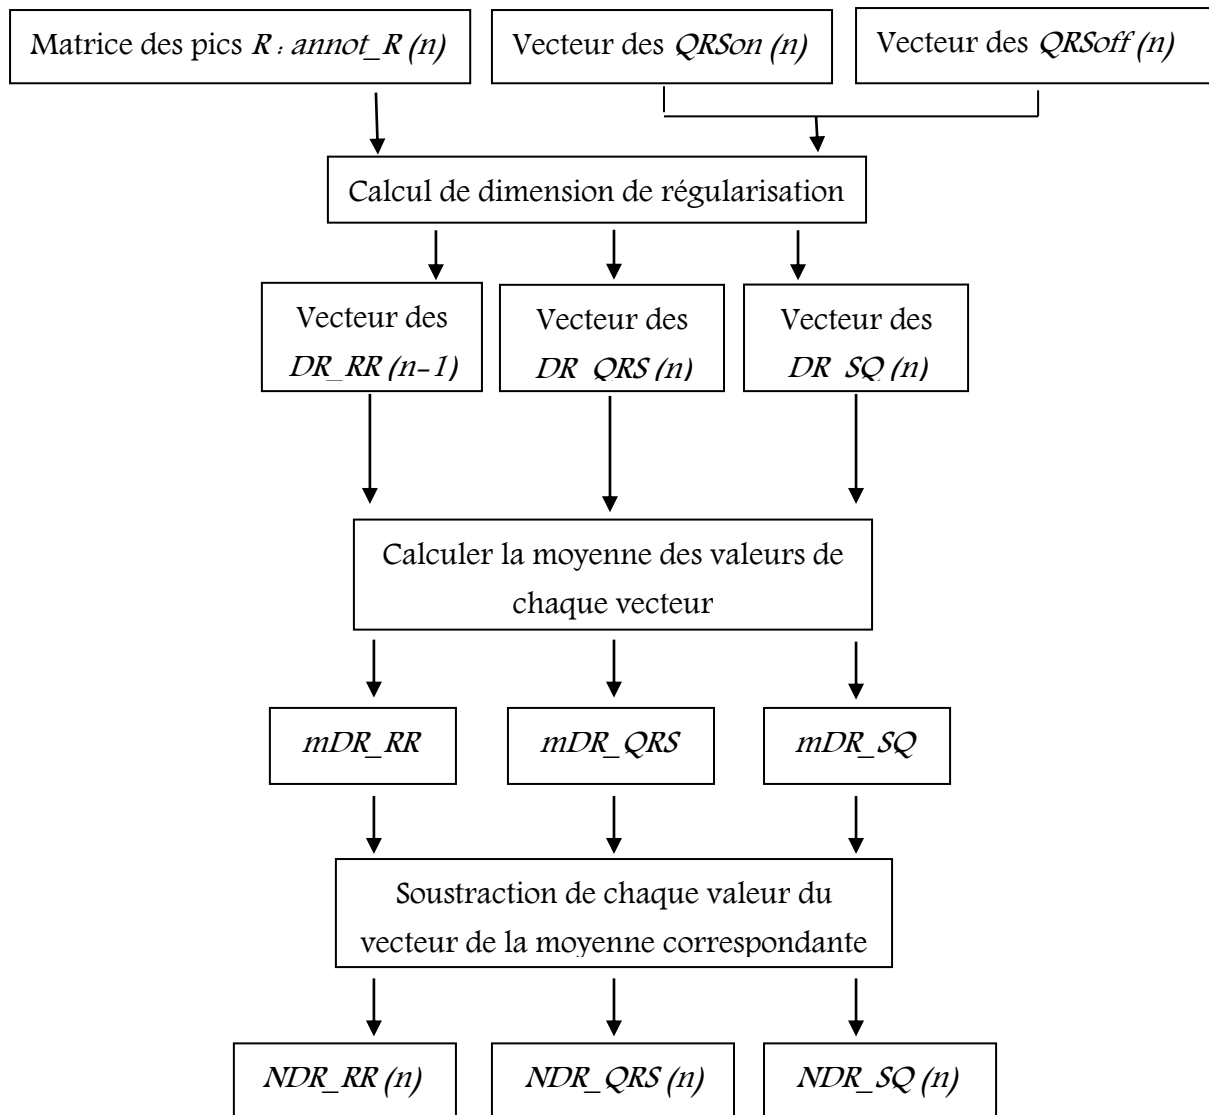 Matrice des pics R : annot_R (n)
Vecteur des QRSon (n)
Vecteur des QRSoff (n)
Calcul de dimension de régularisation
Vecteur des
DR_RR (n-1)
Vecteur des
DR_QRS (n)
Vecteur des
DR_SQ (n)
Calculer la moyenne des valeurs de
chaque vecteur
mDR_RR
mDR_QRS
mDR_SQ
Soustraction de chaque valeur du
vecteur de la moyenne correspondante
NDR_RR (n)
NDR_QRS (n)
NDR_SQ (n)